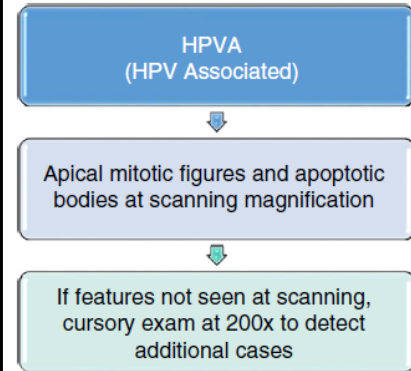 HPVA
(HPV Associated)
Apical mitotic figures and apoptotic
bodies at scanning magnification
If features not seen at scanning,
cursory exam at 200x to detect
additional cases